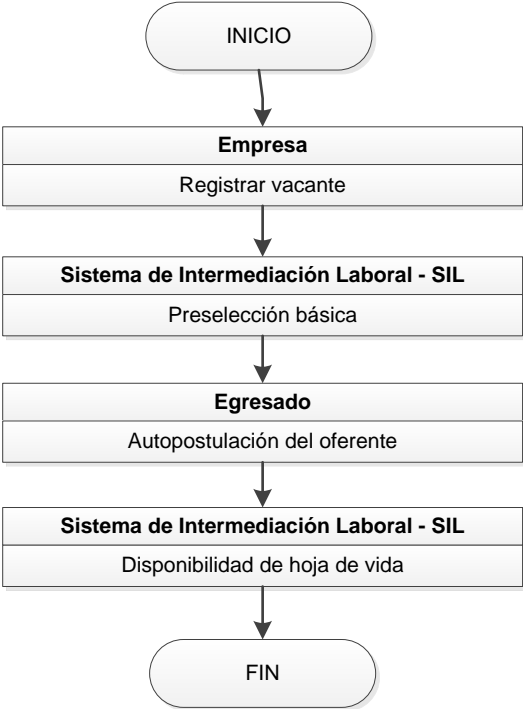 INICIO
Empresa
Registrar vacante
Sistema de Intermediación Laboral - SIL
Preselección básica
Egresado
Autopostulación del oferente
Sistema de Intermediación Laboral - SIL
Disponibilidad de hoja de vida
FIN